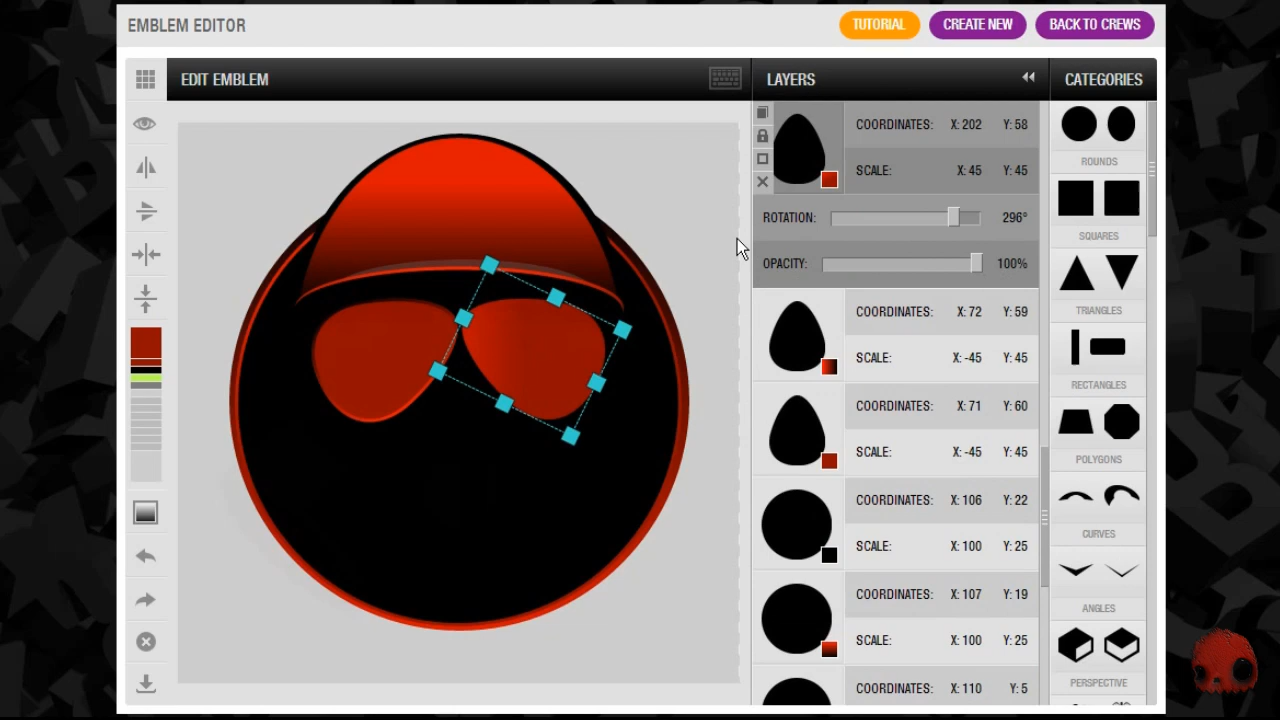 EMBLEM EDITOR
TUTORIAL
CREATE NEW
BACK TO CREWS
EDIT EMBLEM
LAYERS
CATEGORIES
COORDINATES: X: 202 Y: 58
SCALE: X: 45 Y: 45
ROTATION: 296°
OPACITY: 100%
COORDINATES: X: 72 Y: 59
SCALE: X: -45 Y: 45
COORDINATES: X: 71 Y: 60
SCALE: X: -45 Y: 45
COORDINATES: X: 106 Y: 22
SCALE: X: 100 Y: 25
COORDINATES: X: 107 Y: 19
SCALE: X: 100 Y: 25
COORDINATES: X: 110 Y: 5
ROUNDS
SQUARES
TRIANGLES
RECTANGLES
POLYGONS
CURVES
ANGLES
PERSPECTIVE